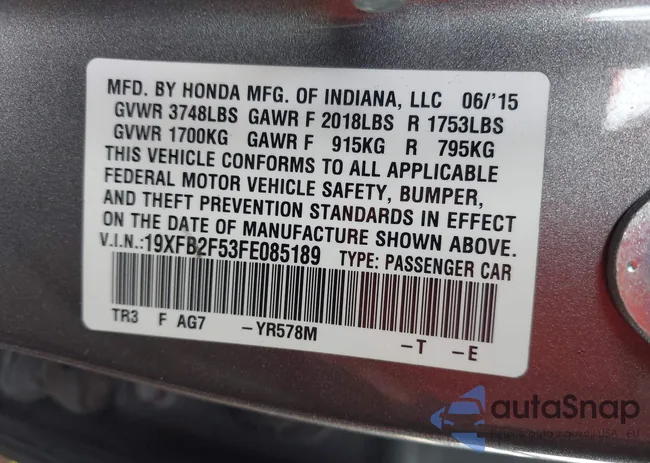 MFD. BY HONDA MFG. OF INDIANA, LLC 06/'15
GVWR 3748LBS GAWR F 2018LBS R 1753LBS
GVWR 1700KG GAWR F 915KG R 795KG
THIS VEHICLE CONFORMS TO ALL APPLICABLE
FEDERAL MOTOR VEHICLE SAFETY, BUMPER,
AND THEFT PREVENTION STANDARDS IN EFFECT
ON THE DATE OF MANUFACTURE SHOWN ABOVE.
V.I.N.:19XFB2F53FE085189 TYPE: PASSENGER CAR
TR3 F AG7 -YR578M -T -E
autoSnap